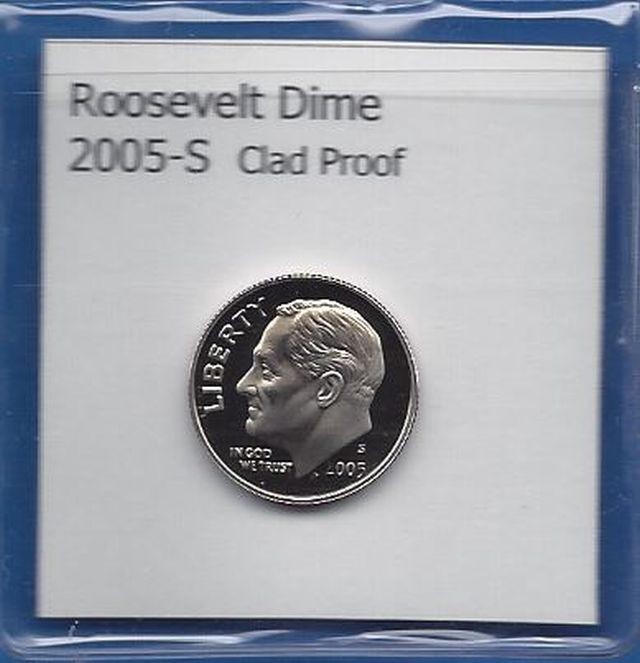 Roosevelt Dime
2005-S Clad Proof
LIBERTY
IN GOD
WE TRUST
S
2005